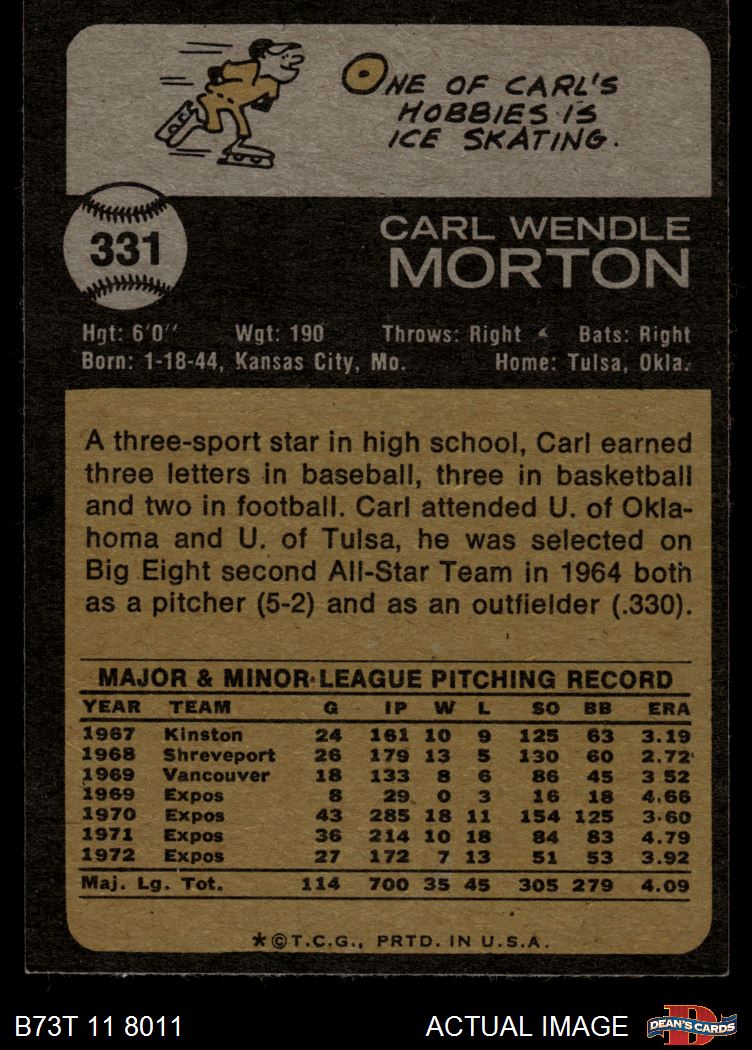 ONE OF CARL'S
HOBBIES IS
ICE SKATING.
331
CARL WENDLE
MORTON
Hgt: 6'0" Wgt: 190 Throws: Right Bats: Right
Born: 1-18-44, Kansas City, Mo. Home: Tulsa, Okla.
A three-sport star in high school, Carl earned
three letters in baseball, three in basketball
and two in football. Carl attended U. of Okla-
homa and U. of Tulsa, he was selected on
Big Eight second All-Star Team in 1964 both
as a pitcher (5-2) and as an outfielder (.330).
MAJOR & MINOR LEAGUE PITCHING RECORD
YEAR TEAM G IP W L SO BB ERA
1967 Kinston 24 161 10 9 125 63 3.19
1968 Shreveport 26 179 13 5 130 60 2.72
1969 Vancouver 18 133 8 6 86 45 3.52
1969 Expos 8 29 0 3 16 18 4.66
1970 Expos 43 285 18 11 154 125 3.60
1971 Expos 36 214 10 18 84 83 4.79
1972 Expos 27 172 7 13 51 53 3.92
Maj. Lg. Tot. 114 700 35 45 305 279 4.09
*©T.C.G., PRTD. IN U.S.A.
B73T 11 8011 ACTUAL IMAGE D DEAN'S CARDS